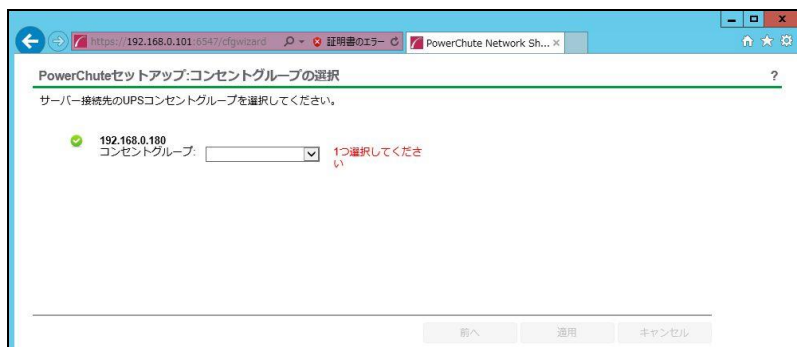 https://192.168.0.101:6547/cfgwizard
証明書のエラー
PowerChute Network Sh...
PowerChuteセットアップ:コンセントグループの選択
?
サーバー接続先のUPSコンセントグループを選択してください。
192.168.0.180
コンセントグループ:
1つ選択してくださ
い
前へ
適用
キャンセル